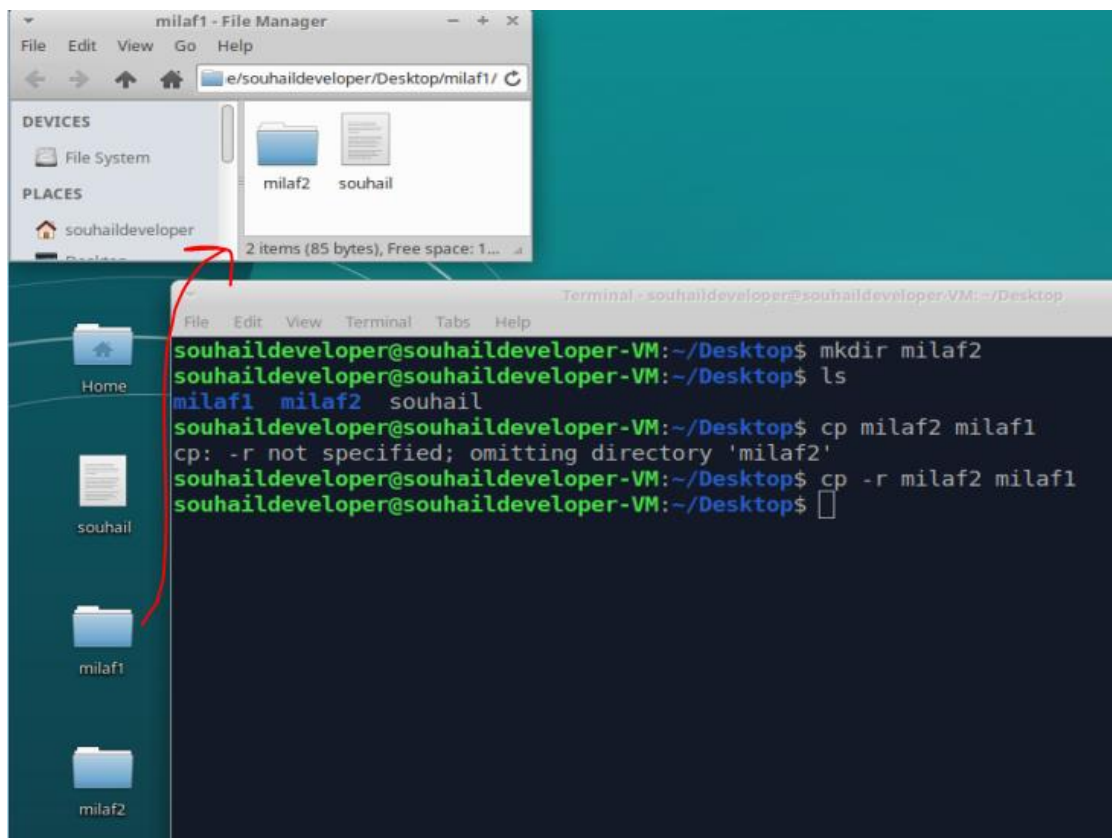 milaf1 - File Manager
File Edit View Go Help
e/souhaildeveloper/Desktop/milaf1/
DEVICES
File System
PLACES
souhaildeveloper
milaf2 souhail
2 items (85 bytes), Free space: 1...
Terminal - souhaildeveloper@souhaildeveloper-VM: ~/Desktop
File Edit View Terminal Tabs Help
souhaildeveloper@souhaildeveloper-VM:~/Desktop$ mkdir milaf2
souhaildeveloper@souhaildeveloper-VM:~/Desktop$ ls
milaf1 milaf2 souhail
souhaildeveloper@souhaildeveloper-VM:~/Desktop$ cp milaf2 milaf1
cp: -r not specified; omitting directory 'milaf2'
souhaildeveloper@souhaildeveloper-VM:~/Desktop$ cp -r milaf2 milaf1
souhaildeveloper@souhaildeveloper-VM:~/Desktop$
Home
souhail
milaf1
milaf2